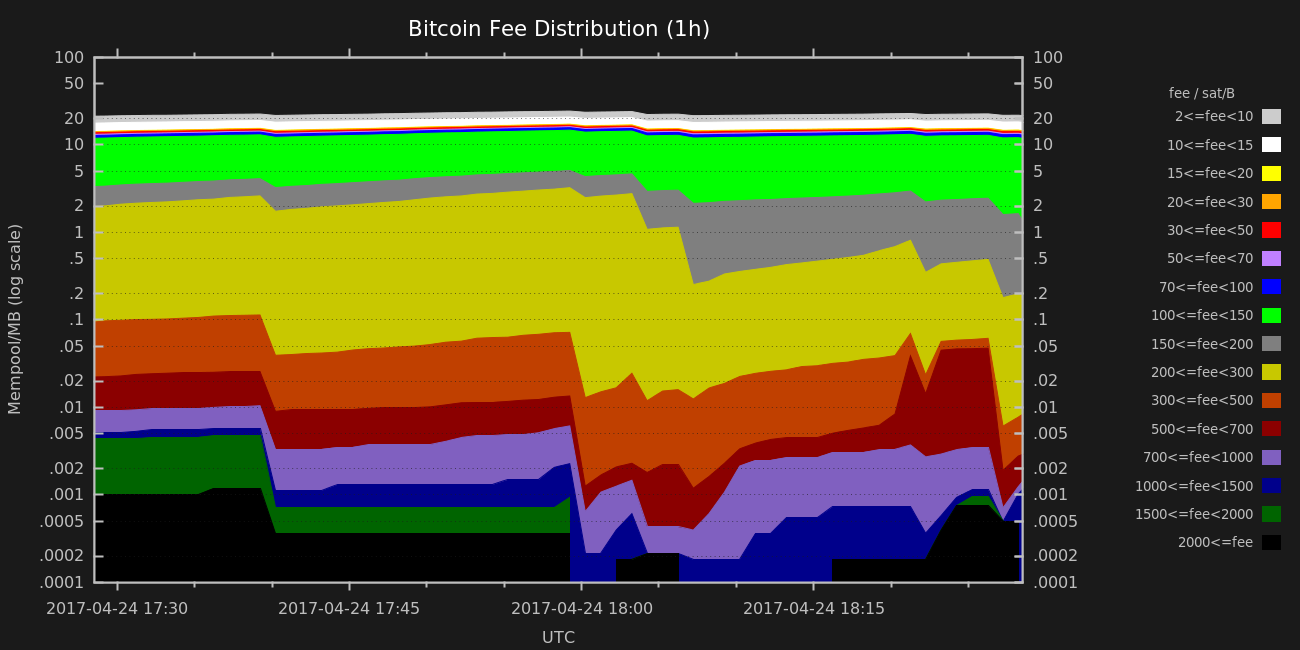 Bitcoin Fee Distribution (1h)
Mempool/MB (log scale)
100
50
20
10
5
2
1
.5
.2
.1
.05
.02
.01
.005
.002
.001
.0005
.0002
.0001
100
50
20
10
5
2
1
.5
.2
.1
.05
.02
.01
.005
.002
.001
.0005
.0002
.0001
2017-04-24 17:30 2017-04-24 17:45 2017-04-24 18:00 2017-04-24 18:15
UTC
fee / sat/B
2<=fee<10
10<=fee<15
15<=fee<20
20<=fee<30
30<=fee<50
50<=fee<70
70<=fee<100
100<=fee<150
150<=fee<200
200<=fee<300
300<=fee<500
500<=fee<700
700<=fee<1000
1000<=fee<1500
1500<=fee<2000
2000<=fee